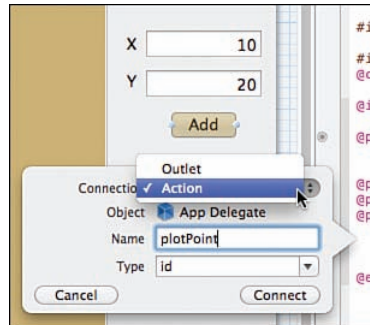 X 10
#i
#i
@c
Y 20
@i
Add
@p
Outlet
Connectio ✓ Action
@p
@p
@p
Object App Delegate
Name plotPoint
Type id
@e
Cancel Connect